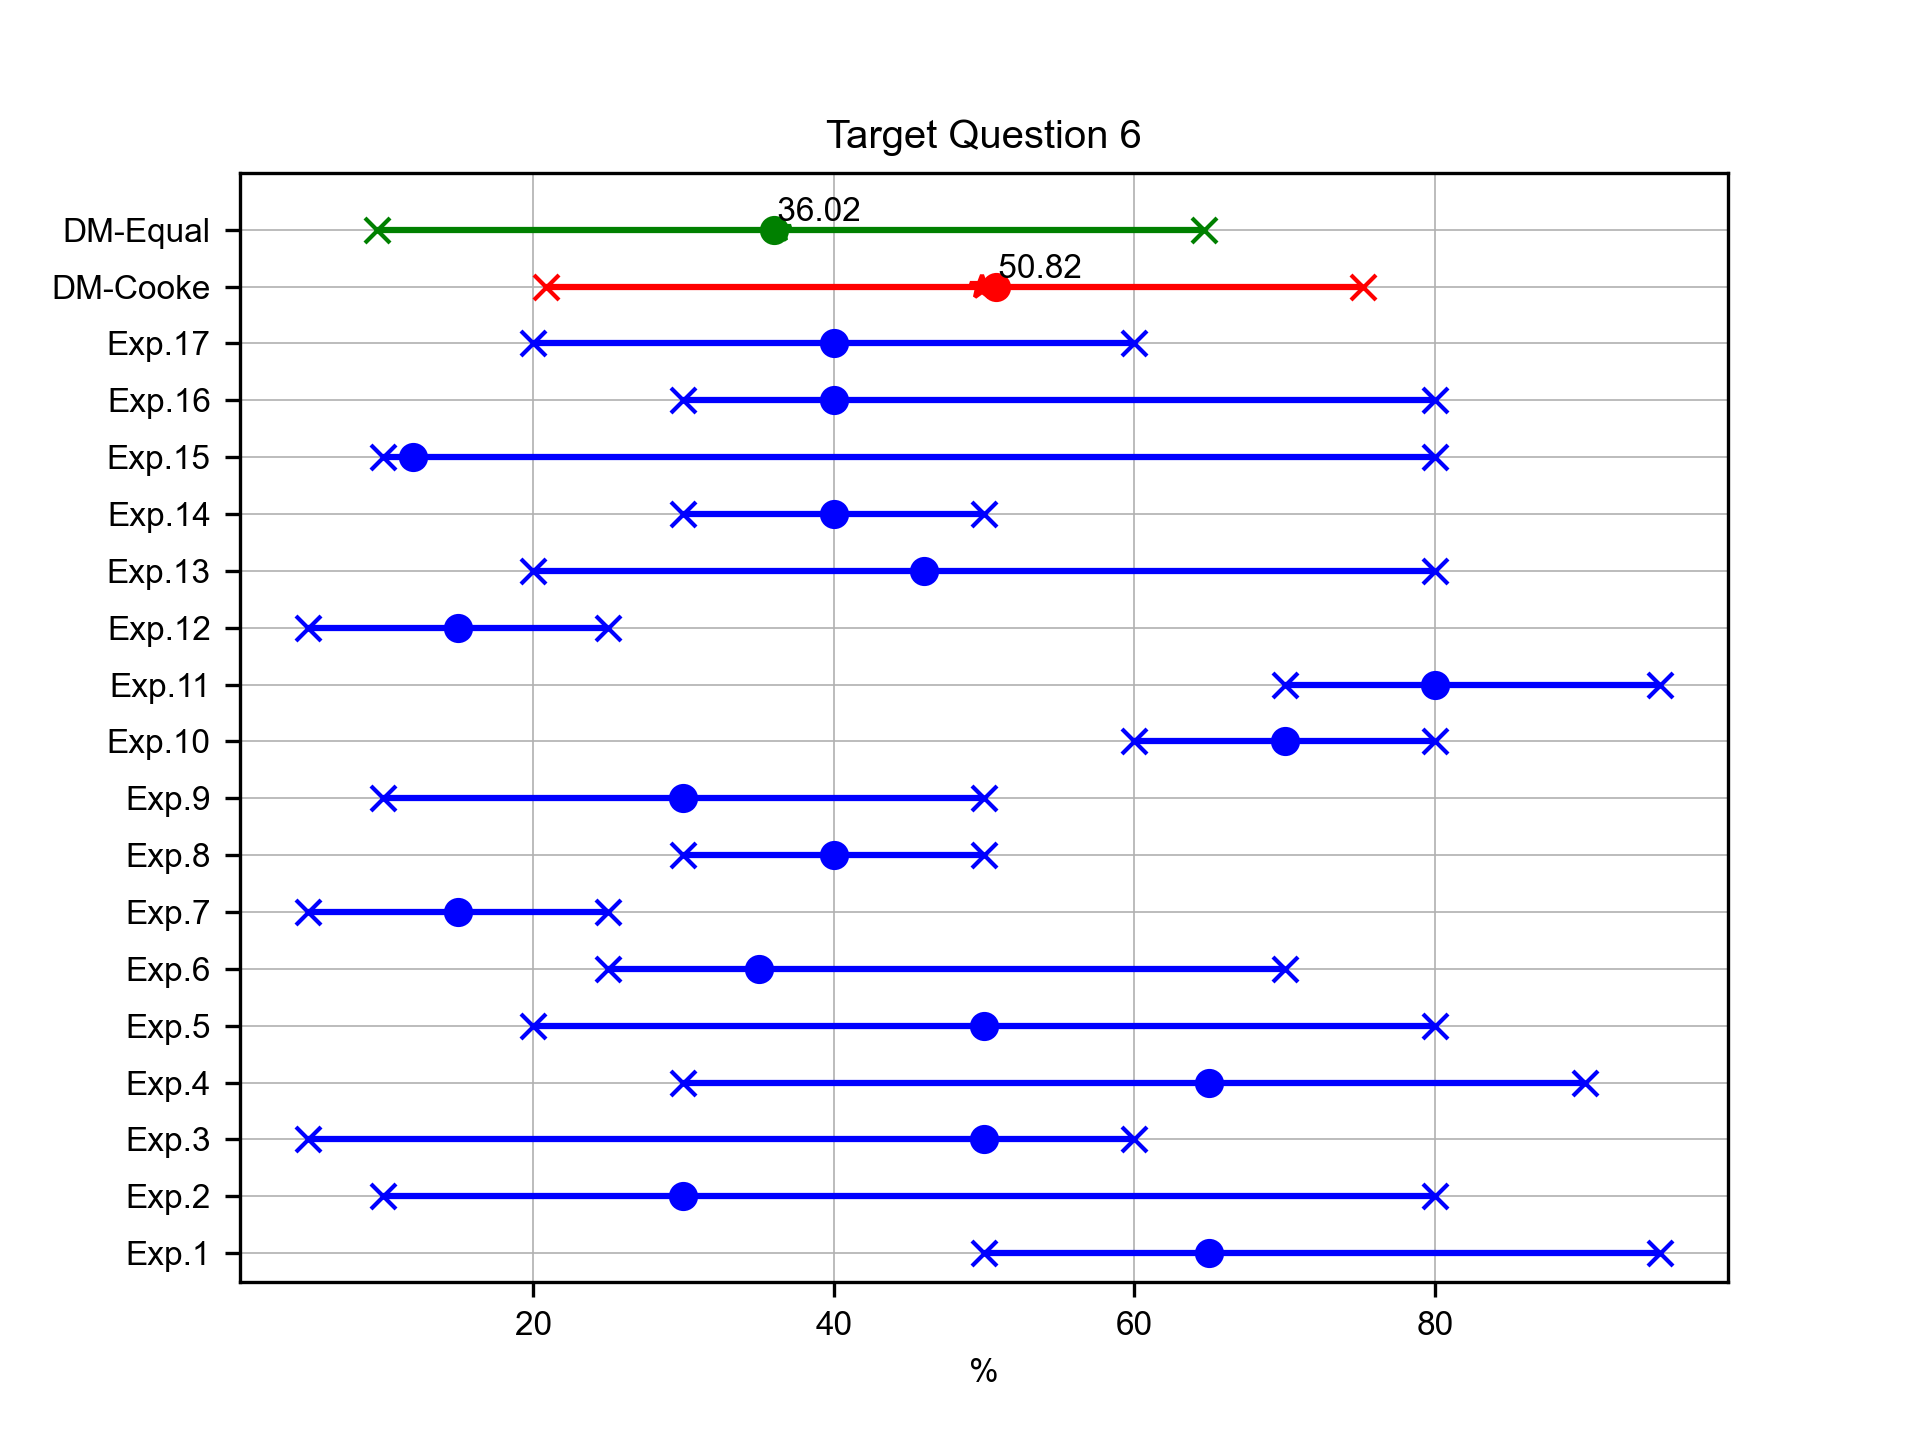 Target Question 6
DM-Equal
36.02
DM-Cooke
50.82
Exp.17
Exp.16
Exp.15
Exp.14
Exp.13
Exp.12
Exp.11
Exp.10
Exp.9
Exp.8
Exp.7
Exp.6
Exp.5
Exp.4
Exp.3
Exp.2
Exp.1
20 40 60 80
%